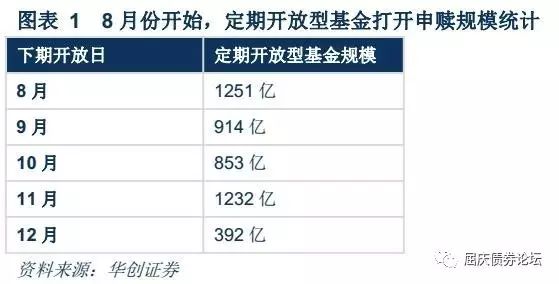 图表 1 8 月份开始，定期开放型基金打开申赎规模统计
下期开放日 定期开放型基金规模
8 月 1251 亿
9 月 914 亿
10 月 853 亿
11 月 1232 亿
12 月 392 亿
资料来源：华创证券
屈庆债券论坛